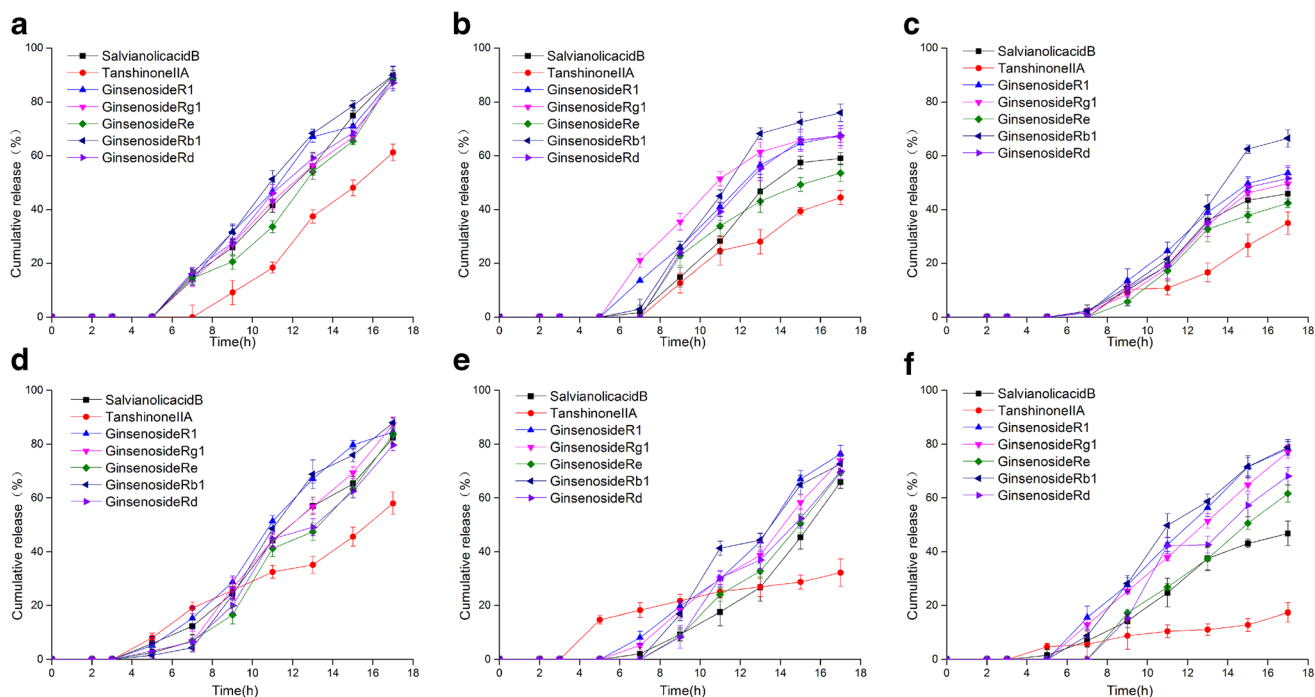 a
100
80
60
40
20
0
Cumulative release (%)
SalvianolicacidB
TanshinoneIIA
GinsenosideR1
GinsenosideRg1
GinsenosideRe
GinsenosideRb1
GinsenosideRd
0 2 4 6 8 10 12 14 16 18
Time(h)
b
100
80
60
40
20
0
Cumulative release (%)
SalvianolicacidB
TanshinoneIIA
GinsenosideR1
GinsenosideRg1
GinsenosideRe
GinsenosideRb1
GinsenosideRd
0 2 4 6 8 10 12 14 16 18
Time(h)
c
100
80
60
40
20
0
Cumulative release (%)
SalvianolicacidB
TanshinoneIIA
GinsenosideR1
GinsenosideRg1
GinsenosideRe
GinsenosideRb1
GinsenosideRd
0 2 4 6 8 10 12 14 16 18
Time(h)
d
100
80
60
40
20
0
Cumulative release (%)
SalvianolicacidB
TanshinoneIIA
GinsenosideR1
GinsenosideRg1
GinsenosideRe
GinsenosideRb1
GinsenosideRd
0 2 4 6 8 10 12 14 16 18
Time(h)
e
100
80
60
40
20
0
Cumulative release (%)
SalvianolicacidB
TanshinoneIIA
GinsenosideR1
GinsenosideRg1
GinsenosideRe
GinsenosideRb1
GinsenosideRd
0 2 4 6 8 10 12 14 16 18
Time(h)
f
100
80
60
40
20
0
Cumulative release (%)
SalvianolicacidB
TanshinoneIIA
GinsenosideR1
GinsenosideRg1
GinsenosideRe
GinsenosideRb1
GinsenosideRd
0 2 4 6 8 10 12 14 16 18
Time(h)